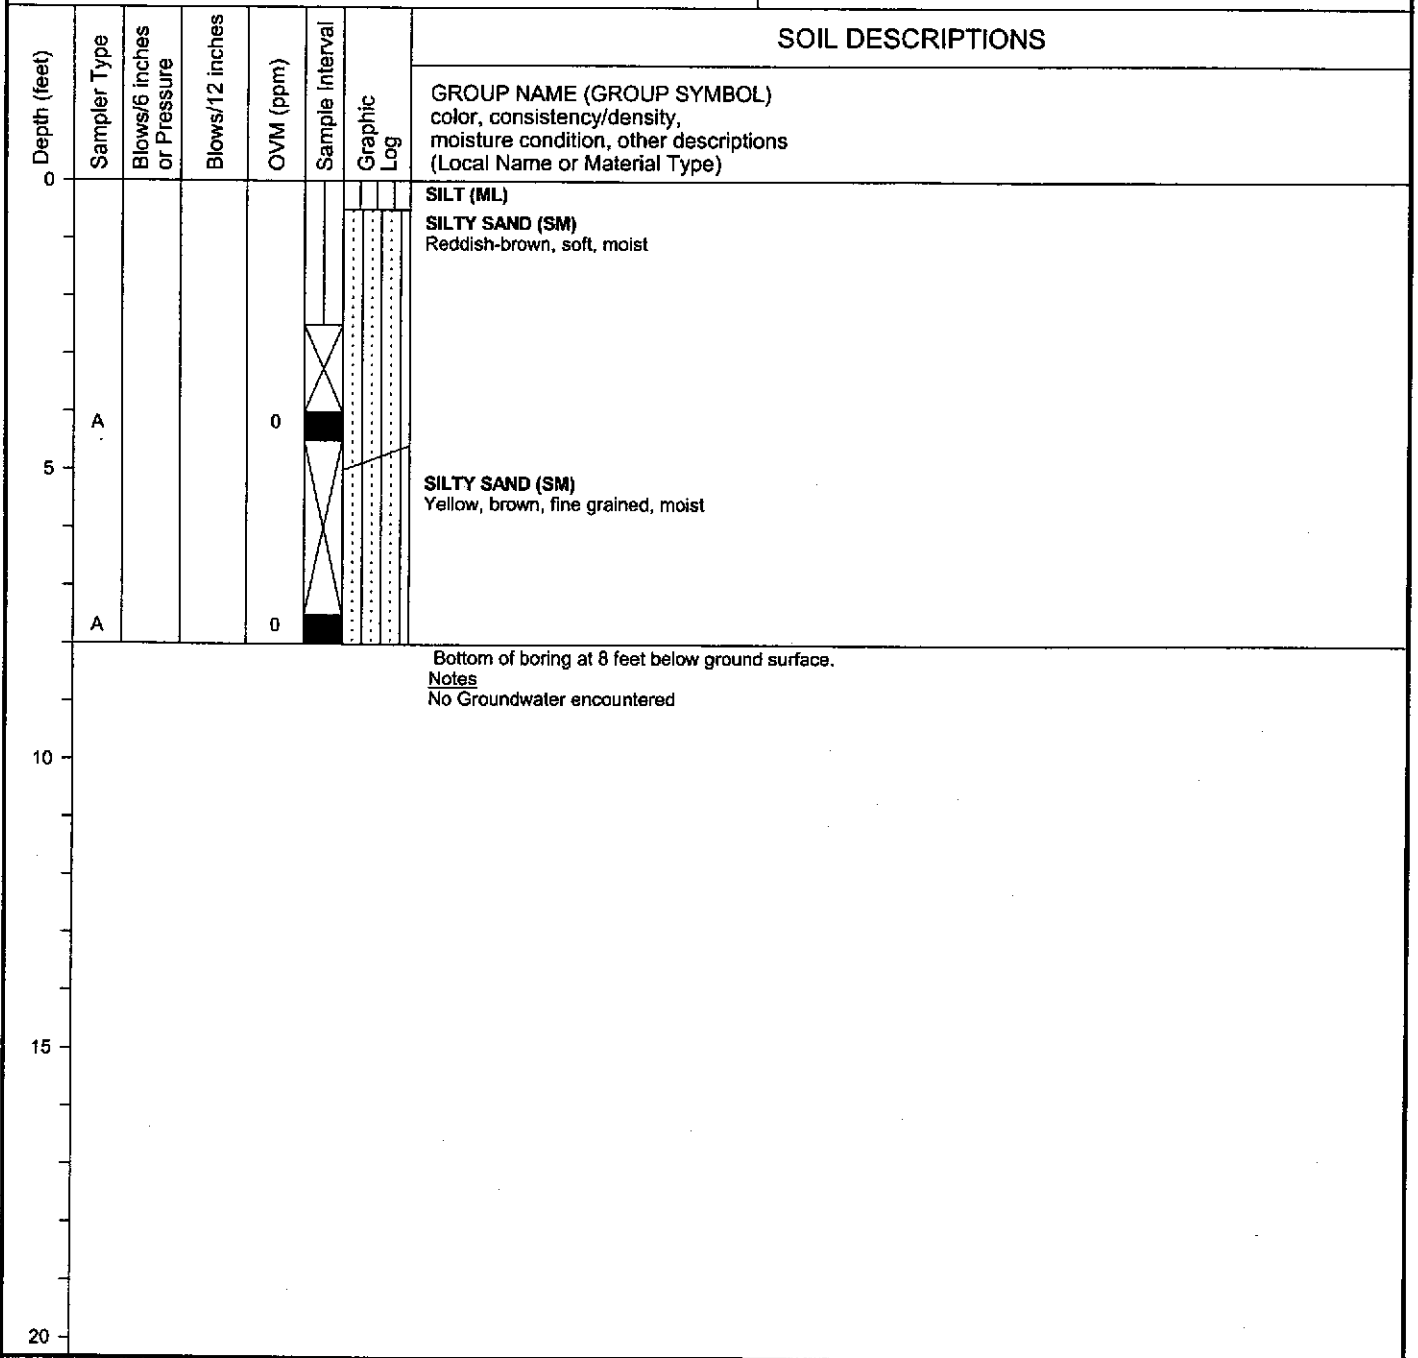 SOIL DESCRIPTIONS
Depth (feet)
Sampler Type
Blows/6 inches
or Pressure
Blows/12 inches
OVM (ppm)
Sample Interval
Graphic
Log
GROUP NAME (GROUP SYMBOL)
color, consistency/density,
moisture condition, other descriptions
(Local Name or Material Type)
0
SILT (ML)
SILTY SAND (SM)
Reddish-brown, soft, moist
A 0
5
SILTY SAND (SM)
Yellow, brown, fine grained, moist
A 0
Bottom of boring at 8 feet below ground surface.
Notes
No Groundwater encountered
10
15
20